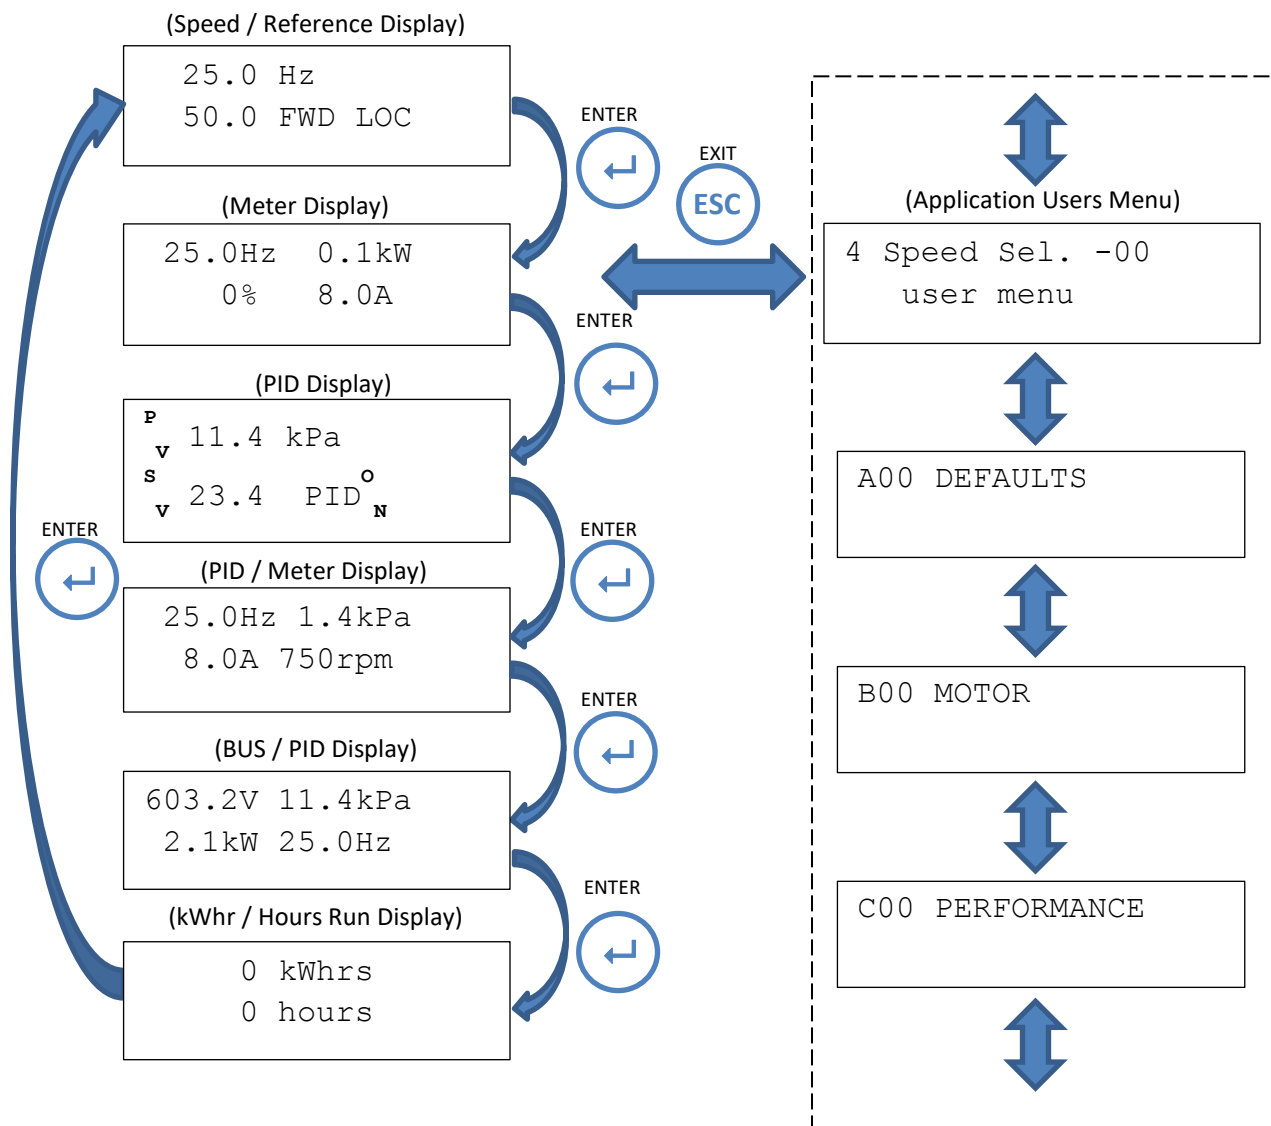 (Speed / Reference Display)
25.0 Hz
50.0 FWD LOC
ENTER
(Meter Display)
25.0Hz 0.1kW
0% 8.0A
ENTER
(PID Display)
PV 11.4 kPa
SV 23.4 PID ON
ENTER
ENTER
(PID / Meter Display)
25.0Hz 1.4kPa
8.0A 750rpm
ENTER
(BUS / PID Display)
603.2V 11.4kPa
2.1kW 25.0Hz
ENTER
(kWhr / Hours Run Display)
0 kWhrs
0 hours
EXIT
ESC
(Application Users Menu)
4 Speed Sel. -00
user menu
A00 DEFAULTS
B00 MOTOR
C00 PERFORMANCE